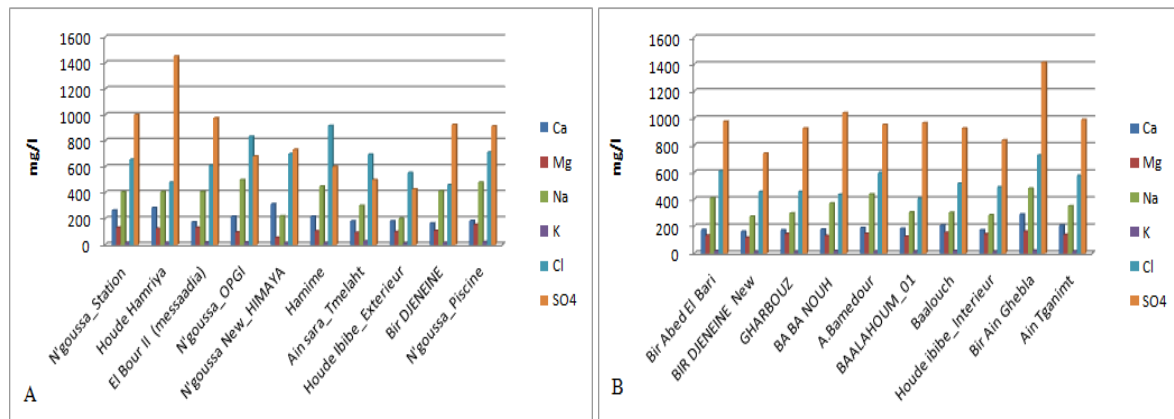 1600
1400
1200
1000
800
600
400
200
0
mg/l
N'goussa_Station
Houde Hamriya
El Bour II (messaadia)
N'goussa_OPGI
N'goussa New_HIMAYA
Hanime
Ain sara_Tmelaht
Houde Ibibe_Exterieur
Bir DJENEINE
N'goussa_Piscine
Ca
Mg
Na
K
Cl
SO4
A
1600
1400
1200
1000
800
600
400
200
0
mg/l
Bir Abed El Bari
BIR DJENEINE New
GHARBOUZ
BA BA NOUH
A.Bamedour
BAALAHOUM_01
Baalouch
Houde ibibe_Interieur
Bir Ain Ghebla
Ain Tganimt
Ca
Mg
Na
K
Cl
SO4
B